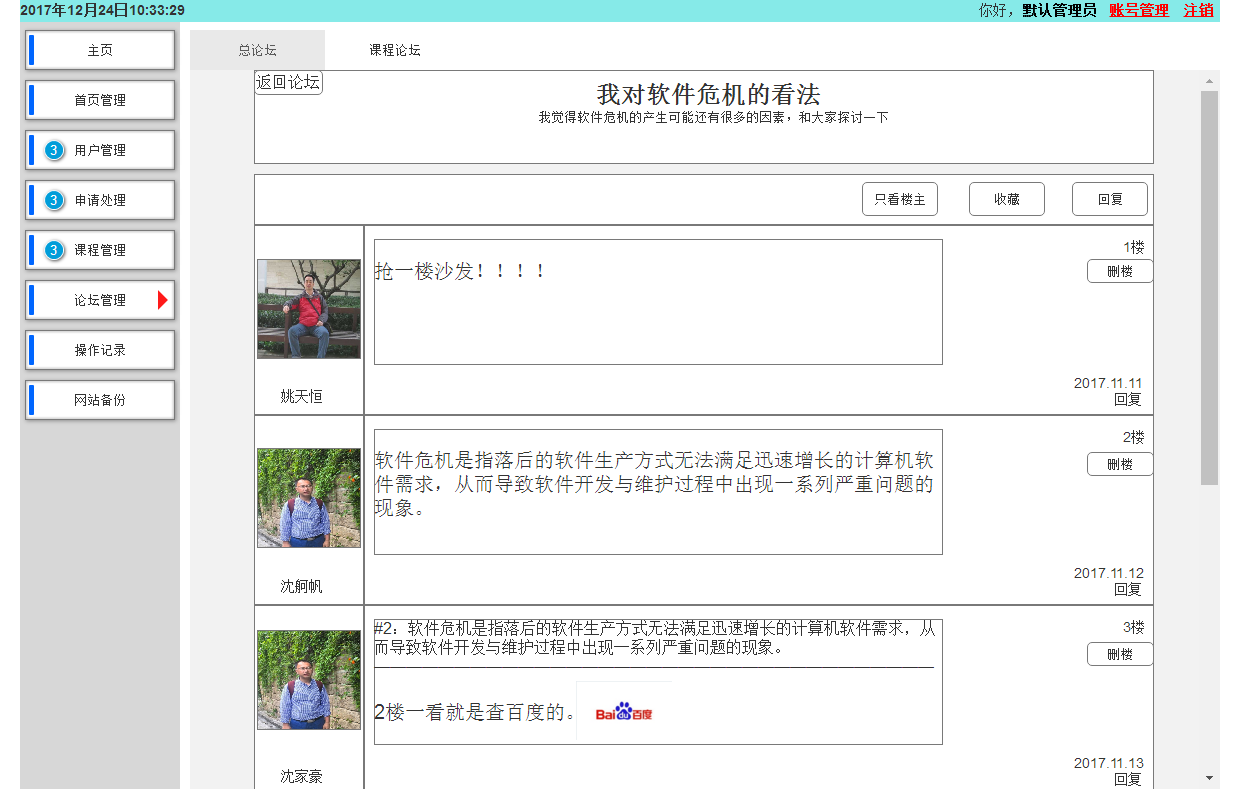 2017年12月24日10:33:29
你好，默认管理员 账号管理 注销
主页
首页管理
3 用户管理
3 申请处理
3 课程管理
论坛管理
操作记录
网站备份
总论坛 课程论坛
返回论坛
我对软件危机的看法
我觉得软件危机的产生可能还有很多的因素，和大家探讨一下
只看楼主 收藏 回复
抢一楼沙发！！！！
1楼
删楼
姚天恒
2017.11.11
回复
软件危机是指落后的软件生产方式无法满足迅速增长的计算机软
件需求，从而导致软件开发与维护过程中出现一系列严重问题的
现象。
2楼
删楼
沈舸帆
2017.11.12
回复
#2：软件危机是指落后的软件生产方式无法满足迅速增长的计算机软件需求，从
而导致软件开发与维护过程中出现一系列严重问题的现象。
2楼一看就是查百度的。 Bai du 百度
3楼
删楼
沈家豪
2017.11.13
回复